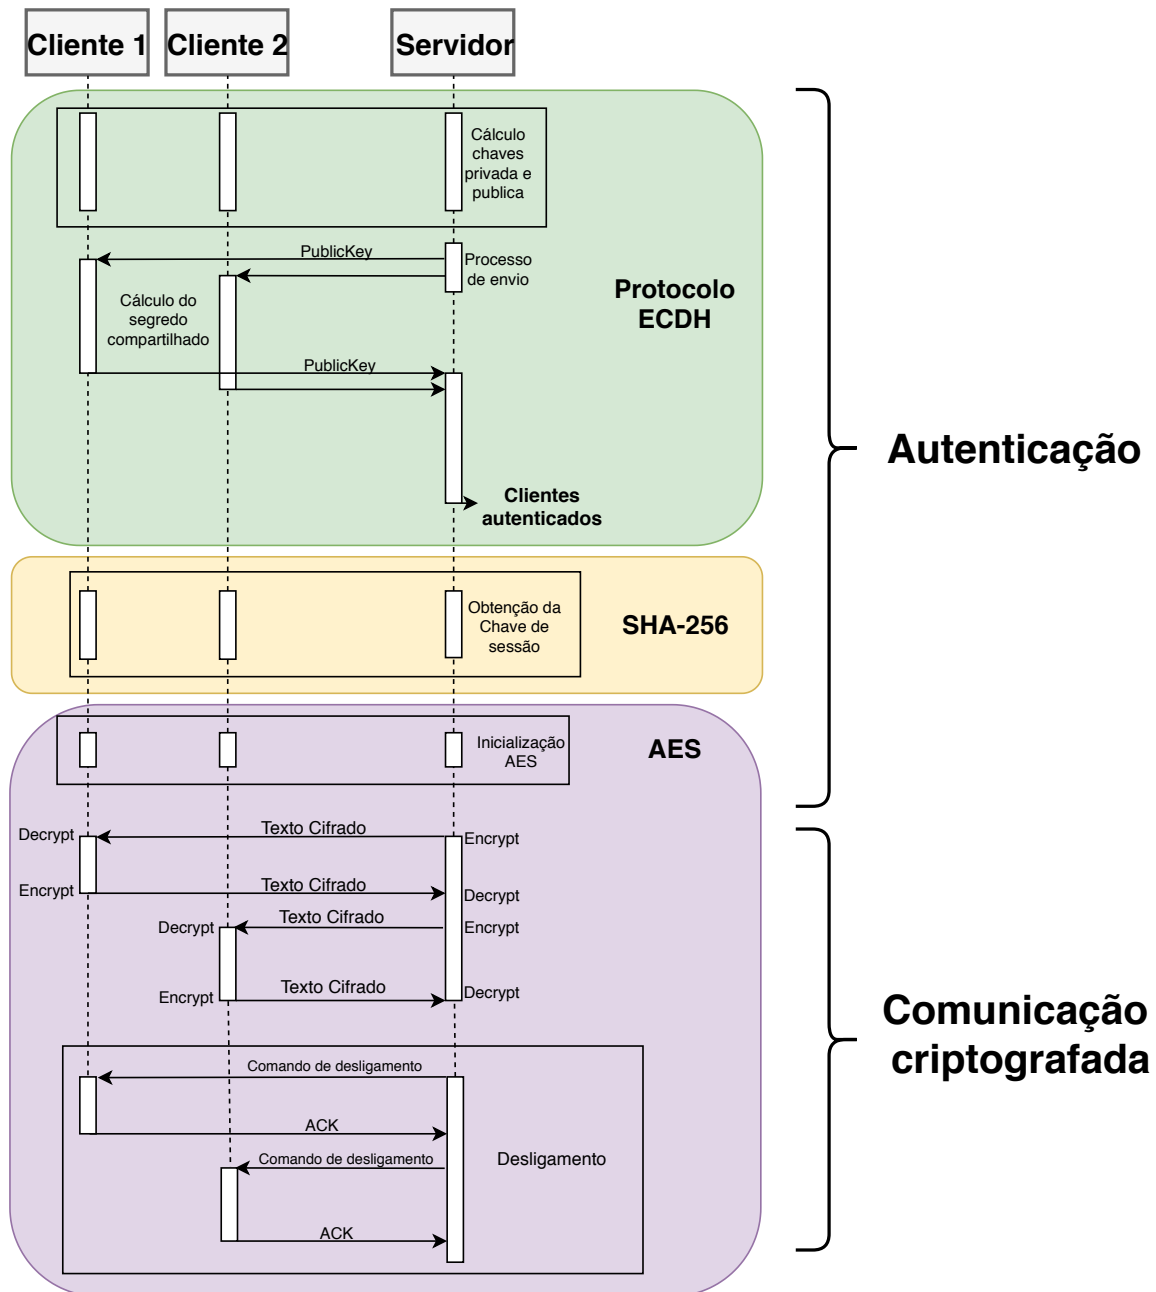 Cliente 1
Cliente 2
Servidor
Cálculo
chaves
privada e
publica
PublicKey
Processo
de envio
Protocolo
ECDH
Cálculo do
segredo
compartilhado
PublicKey
Autenticação
Clientes
autenticados
Obtenção da
Chave de
sessão
SHA-256
Inicialização
AES
AES
Decrypt
Texto Cifrado
Encrypt
Encrypt
Texto Cifrado
Decrypt
Decrypt
Texto Cifrado
Encrypt
Encrypt
Texto Cifrado
Decrypt
Comunicação
criptografada
Comando de desligamento
ACK
Comando de desligamento
Desligamento
ACK